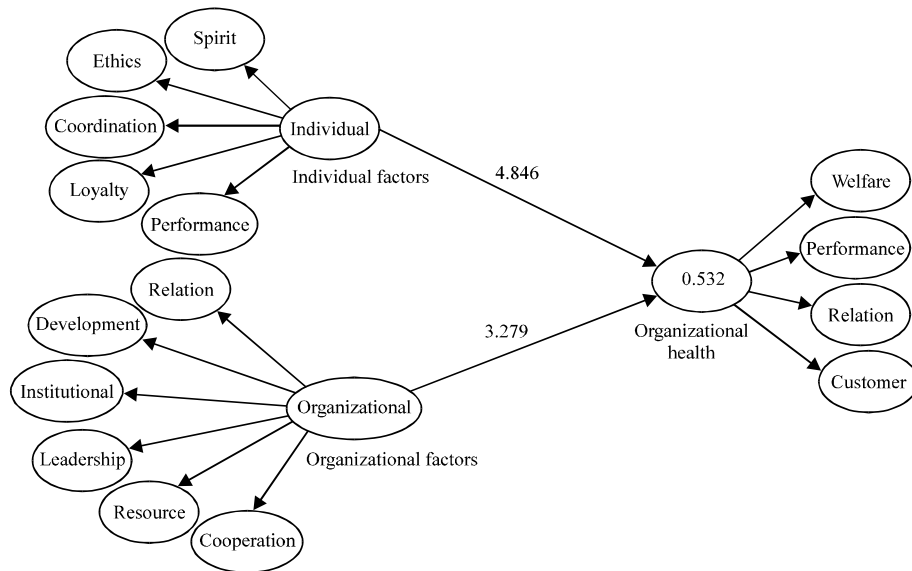 Spirit
Ethics
Coordination
Individual
Loyalty
Individual factors
Performance
4.846
Welfare
Performance
0.532
Relation
Organizational
health
Customer
Relation
Development
3.279
Institutional
Organizational
Leadership
Organizational factors
Resource
Cooperation